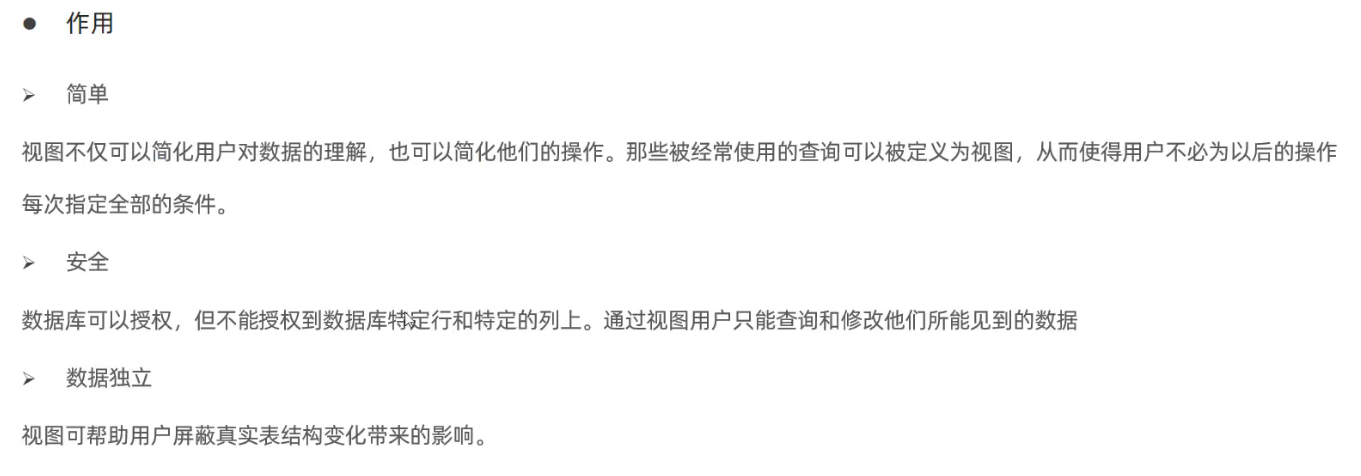 ● 作用
➢ 简单
视图不仅可以简化用户对数据的理解，也可以简化他们的操作。那些被经常使用的查询可以被定义为视图，从而使得用户不必为以后的操作
每次指定全部的条件。
➢ 安全
数据库可以授权，但不能授权到数据库特定行和特定的列上。通过视图用户只能查询和修改他们所能见到的数据
➢ 数据独立
视图可帮助用户屏蔽真实表结构变化带来的影响。